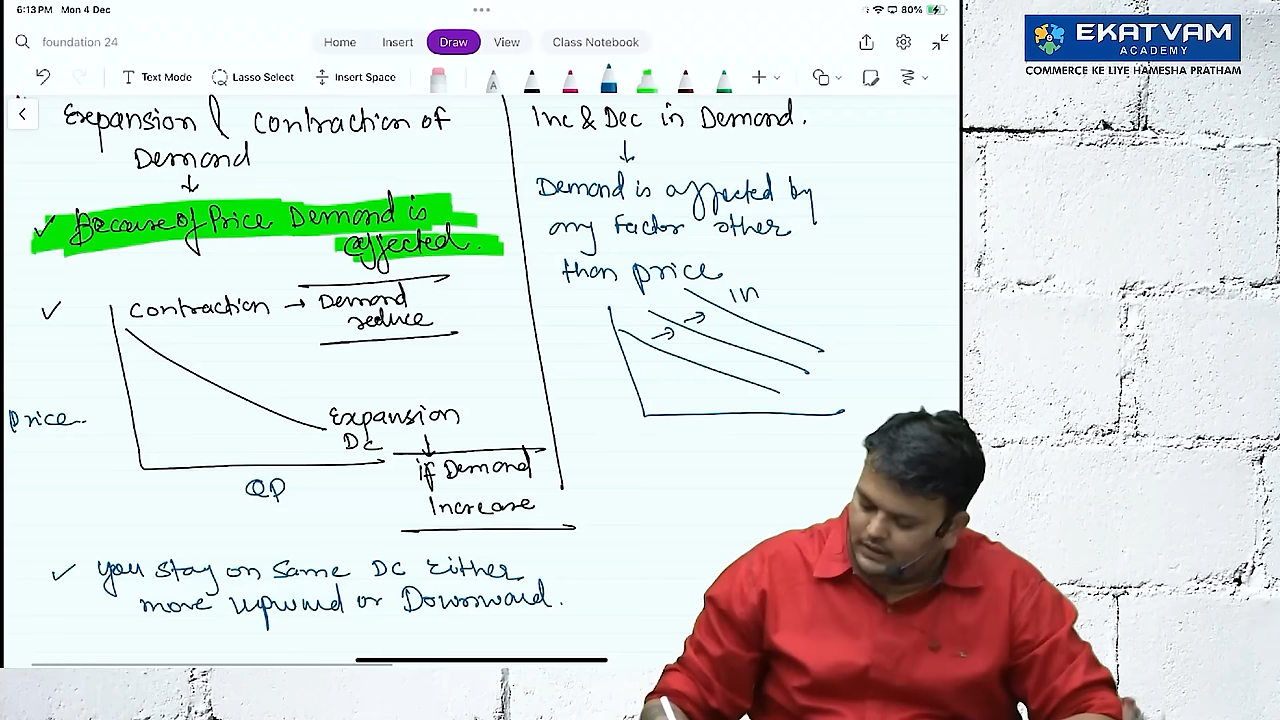 6:13 PM Mon 4 Dec
80%
foundation 24
Home Insert Draw View Class Notebook
Text Mode Lasso Select Insert Space
Expansion & Contraction of
Demand
Because of Price Demand is
affected.
Contraction → Demand
reduce
Price
Expansion
DC
if Demand
Increase
QD
You stay on same DC Either
move upward or Downward.
Inc & Dec in Demand.
Demand is affected by
any Factor other
than price
IN
EKATVAM
ACADEMY
COMMERCE KE LIYE HAMESHA PRATHAM